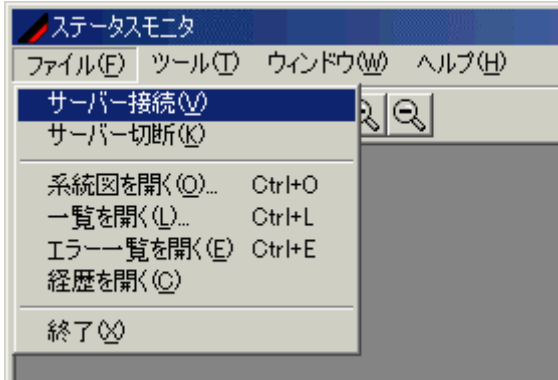 ステータスモニタ
ファイル(F) ツール(T) ウィンドウ(W) ヘルプ(H)
サーバー接続(V)
サーバー切断(K)
系統図を開く(O)... Ctrl+O
一覧を開く(L)... Ctrl+L
エラー一覧を開く(E) Ctrl+E
経歴を開く(C)
終了(X)